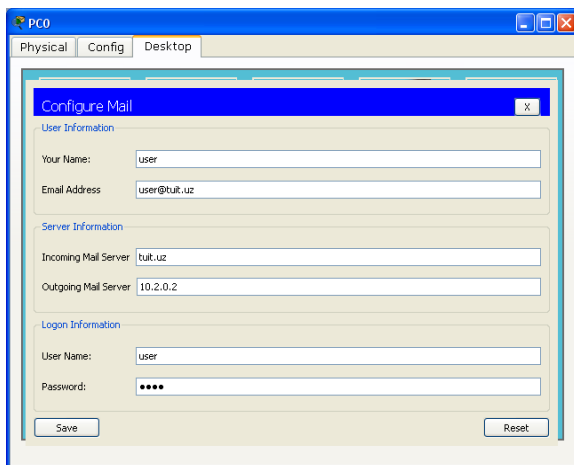 PC0
Physical Config Desktop
Configure Mail X
User Information
Your Name: user
Email Address user@tuit.uz
Server Information
Incoming Mail Server tuit.uz
Outgoing Mail Server 10.2.0.2
Logon Information
User Name: user
Password: ●●●●
Save Reset